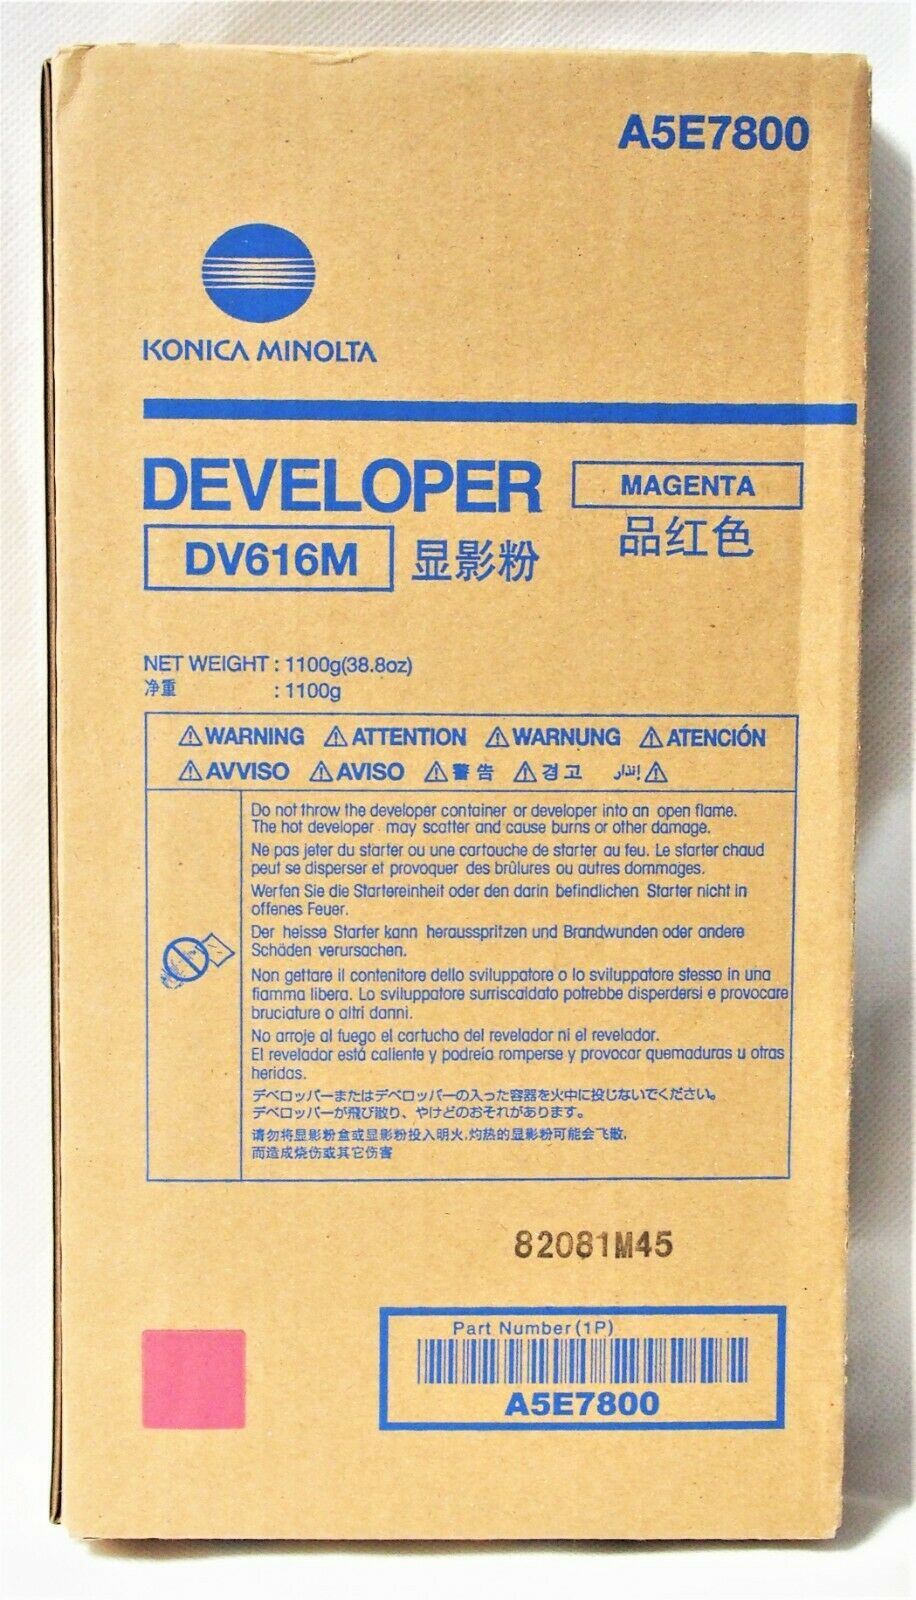 A5E7800
KONICA MINOLTA
DEVELOPER
MAGENTA
DV616M
显影粉
品红色
NET WEIGHT : 1100g(38.8oz)
净重 : 1100g
⚠WARNING ⚠ATTENTION ⚠WARNUNG ⚠ATENCIÓN
⚠AVVISO ⚠AVISO ⚠警告 ⚠경고 إنذار⚠
Do not throw the developer container or developer into an open flame.
The hot developer may scatter and cause burns or other damage.
Ne pas jeter du starter ou une cartouche de starter au feu. Le starter chaud
peut se disperser et provoquer des brûlures ou autres dommages.
Werfen Sie die Startereinheit oder den darin befindlichen Starter nicht in
offenes Feuer.
Der heisse Starter kann herausspritzen und Brandwunden oder andere
Schäden verursachen.
Non gettare il contenitore dello sviluppatore o lo sviluppatore stesso in una
fiamma libera. Lo sviluppatore surriscaldato potrebbe disperdersi e provocare
bruciature o altri danni.
No arroje al fuego el cartucho del revelador ni el revelador.
El revelador está caliente y podreía romperse y provocar quemaduras u otras
heridas.
デベロッパーまたはデベロッパーの入った容器を火中に投じないでください。
デベロッパーが飛び散り、やけどのおそれがあります。
请勿将显影粉盒或显影粉投入明火,灼热的显影粉可能会飞散,
而造成烧伤或其它伤害
82081M45
Part Number (1P)
A5E7800